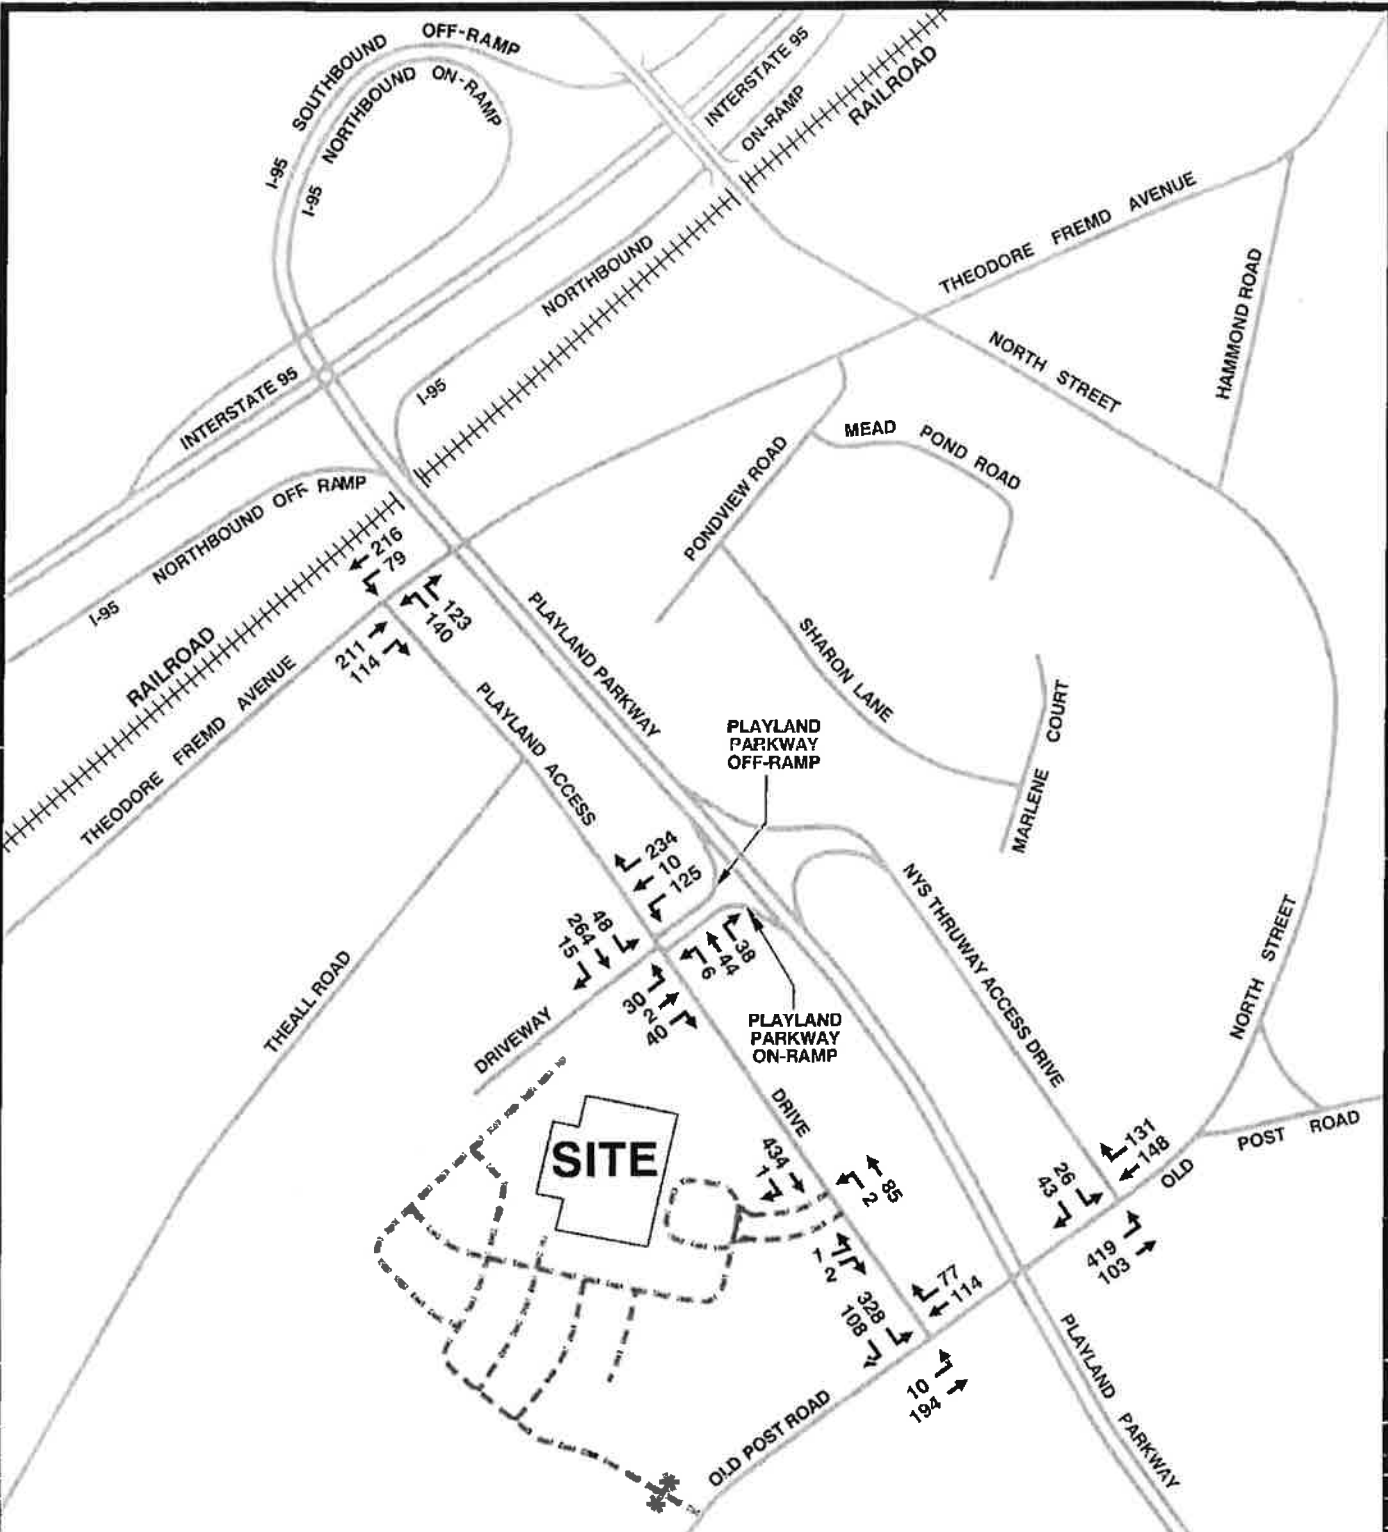 OFF-RAMP
I-95 SOUTHBOUND
I-95 NORTHBOUND ON-RAMP
INTERSTATE 95
ON-RAMP
RAILROAD
THEODORE FREMD AVENUE
NORTHBOUND
I-95
HAMMOND ROAD
NORTH STREET
INTERSTATE 95
MEAD POND ROAD
PONDVIEW ROAD
I-95 NORTHBOUND OFF RAMP
216
79
123
140
211
114
RAILROAD
THEODORE FREMD AVENUE
PLAYLAND PARKWAY
SHARON LANE
MARLENE COURT
PLAYLAND ACCESS
PLAYLAND
PARKWAY
OFF-RAMP
234
10
125
48
264
15
38
44
6
30
2
40
NYS THRUWAY ACCESS DRIVE
NORTH STREET
THEALL ROAD
DRIVEWAY
PLAYLAND
PARKWAY
ON-RAMP
DRIVE
SITE
434
1
85
2
1
2
131
148
26
43
419
103
OLD
POST ROAD
77
114
328
108
10
194
OLD POST ROAD
PLAYLAND PARKWAY